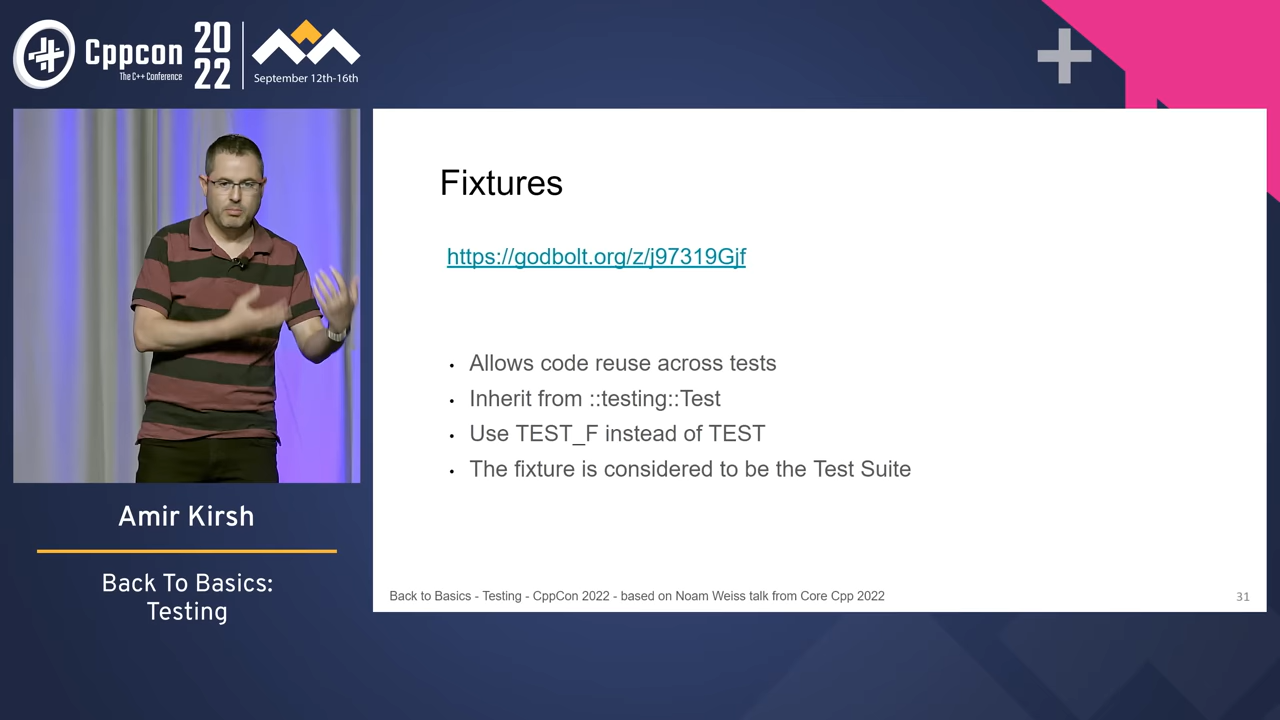 Cppcon
The C++ Conference
20
22
September 12th-16th
Fixtures
https://godbolt.org/z/j97319Gjf
• Allows code reuse across tests
• Inherit from ::testing::Test
• Use TEST_F instead of TEST
• The fixture is considered to be the Test Suite
Back to Basics - Testing - CppCon 2022 - based on Noam Weiss talk from Core Cpp 2022
31
Amir Kirsh
Back To Basics:
Testing